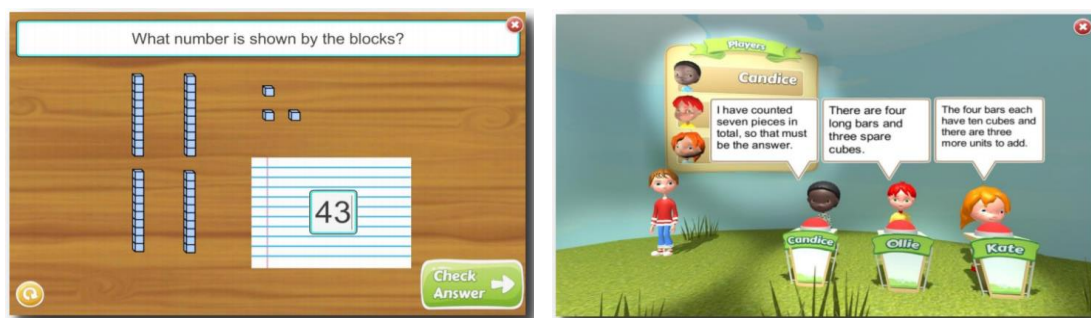 What number is shown by the blocks?
43
Check
Answer
Players
Candice
I have counted
seven pieces in
total, so that must
be the answer.
There are four
long bars and
three spare
cubes.
The four bars each
have ten cubes and
there are three
more units to add.
Candice
Ollie
Kate